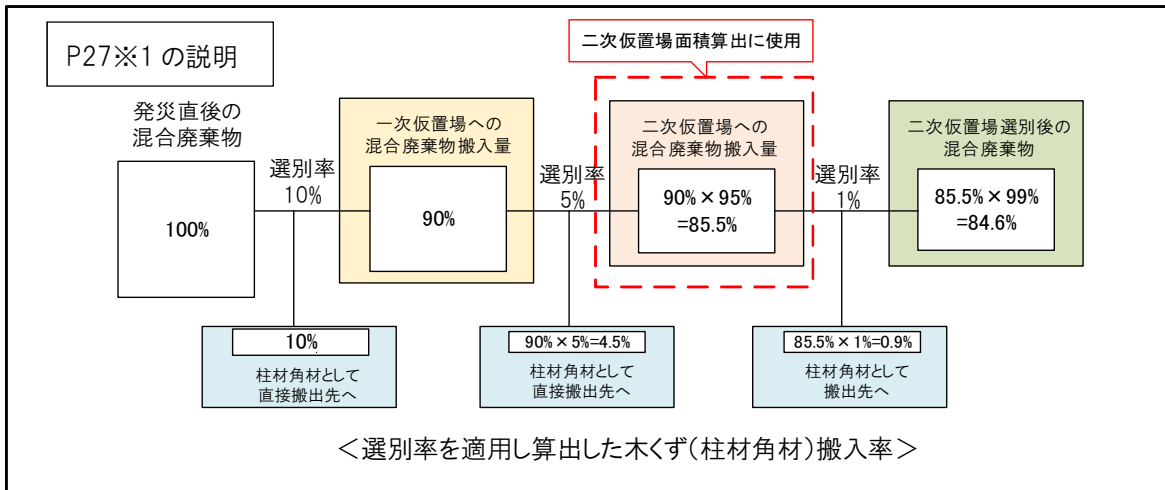 P27※1の説明
二次仮置場面積算出に使用
発災直後の
混合廃棄物
100%
選別率
10%
一次仮置場への
混合廃棄物搬入量
90%
選別率
5%
二次仮置場への
混合廃棄物搬入量
90%×95%
=85.5%
選別率
1%
二次仮置場選別後の
混合廃棄物
85.5%×99%
=84.6%
10%
柱材角材として
直接搬出先へ
90%×5%=4.5%
柱材角材として
直接搬出先へ
85.5%×1%=0.9%
柱材角材として
搬出先へ
＜選別率を適用し算出した木くず(柱材角材)搬入率＞